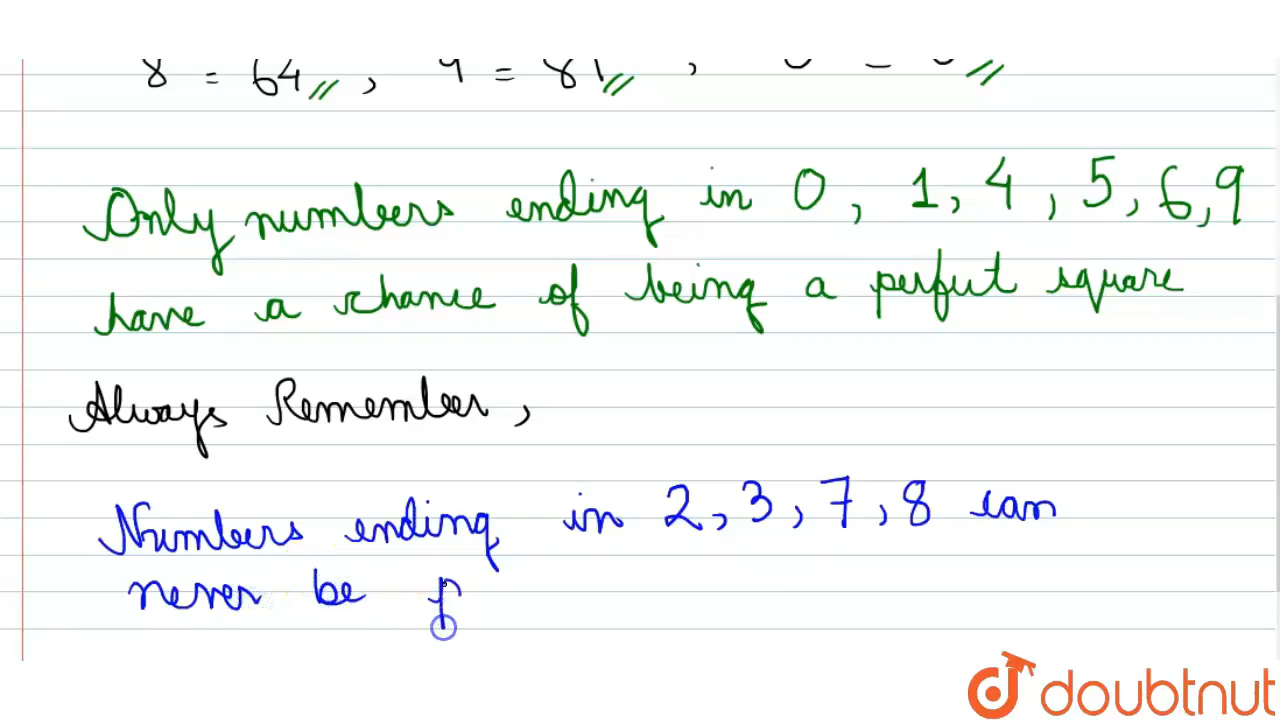 8 = 64 , 9 = 81 ,
Only numbers ending in 0, 1, 4, 5, 6, 9
have a chance of being a perfect square
Always Remember,
Numbers ending in 2, 3, 7, 8 can
never be p
doubtnut